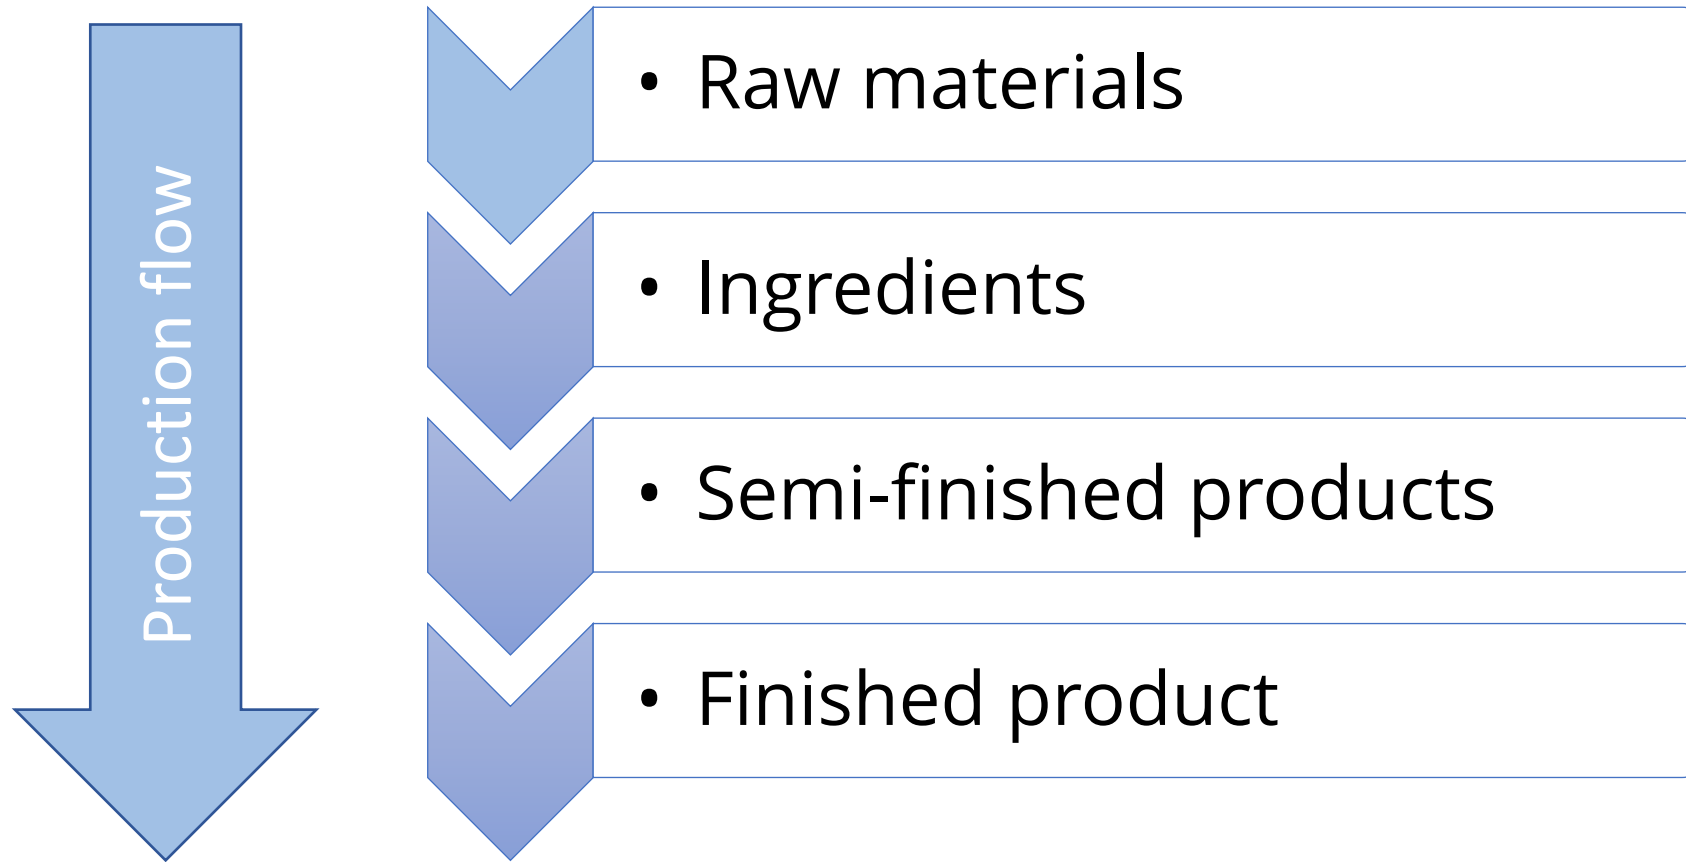 Production flow
• Raw materials
• Ingredients
• Semi-finished products
• Finished product